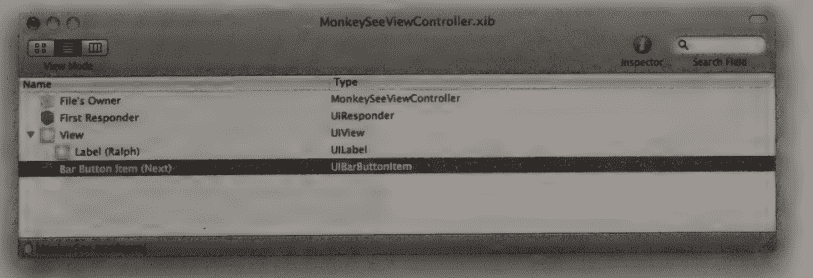 MonkeySeeViewController.xib
View Mode
Inspector
Search Field
Name Type
File's Owner MonkeySeeViewController
First Responder UIResponder
View UIView
Label (Ralph) UILabel
Bar Button Item (Next) UIBarButtonItem